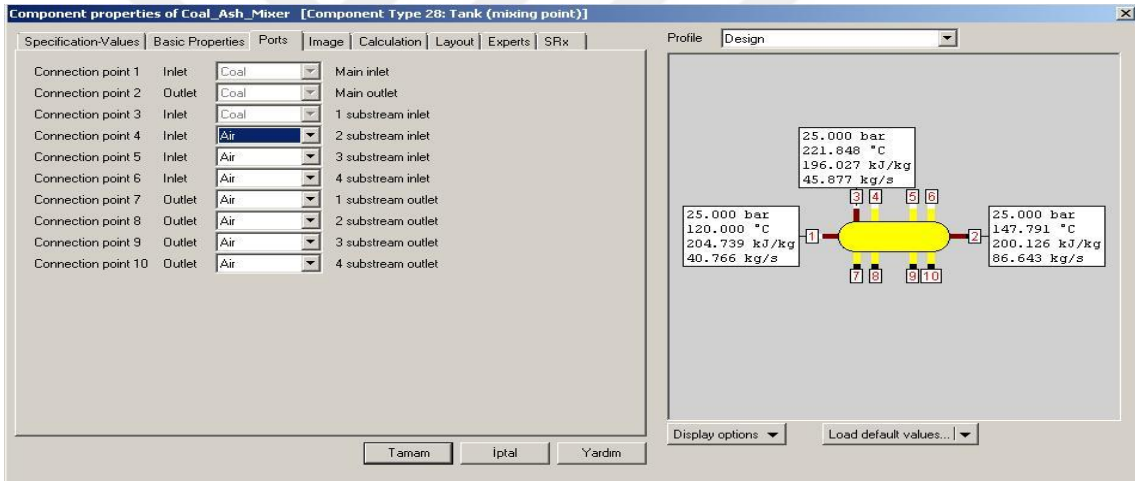 Component properties of Coal_Ash_Mixer [Component Type 28: Tank (mixing point)]
Specification-Values Basic Properties Ports Image Calculation Layout Experts SRx
Profile Design
Connection point 1 Inlet Coal Main inlet
Connection point 2 Outlet Coal Main outlet
Connection point 3 Inlet Coal 1 substream inlet
Connection point 4 Inlet Air 2 substream inlet
Connection point 5 Inlet Air 3 substream inlet
Connection point 6 Inlet Air 4 substream inlet
Connection point 7 Outlet Air 1 substream outlet
Connection point 8 Outlet Air 2 substream outlet
Connection point 9 Outlet Air 3 substream outlet
Connection point 10 Outlet Air 4 substream outlet
25.000 bar
221.848 °C
196.027 kJ/kg
45.877 kg/s
3 4 5 6
25.000 bar
120.000 °C
204.739 kJ/kg
40.766 kg/s
1
2
25.000 bar
147.791 °C
200.126 kJ/kg
86.643 kg/s
7 8 9 10
Display options Load default values...
Tamam İptal Yardım